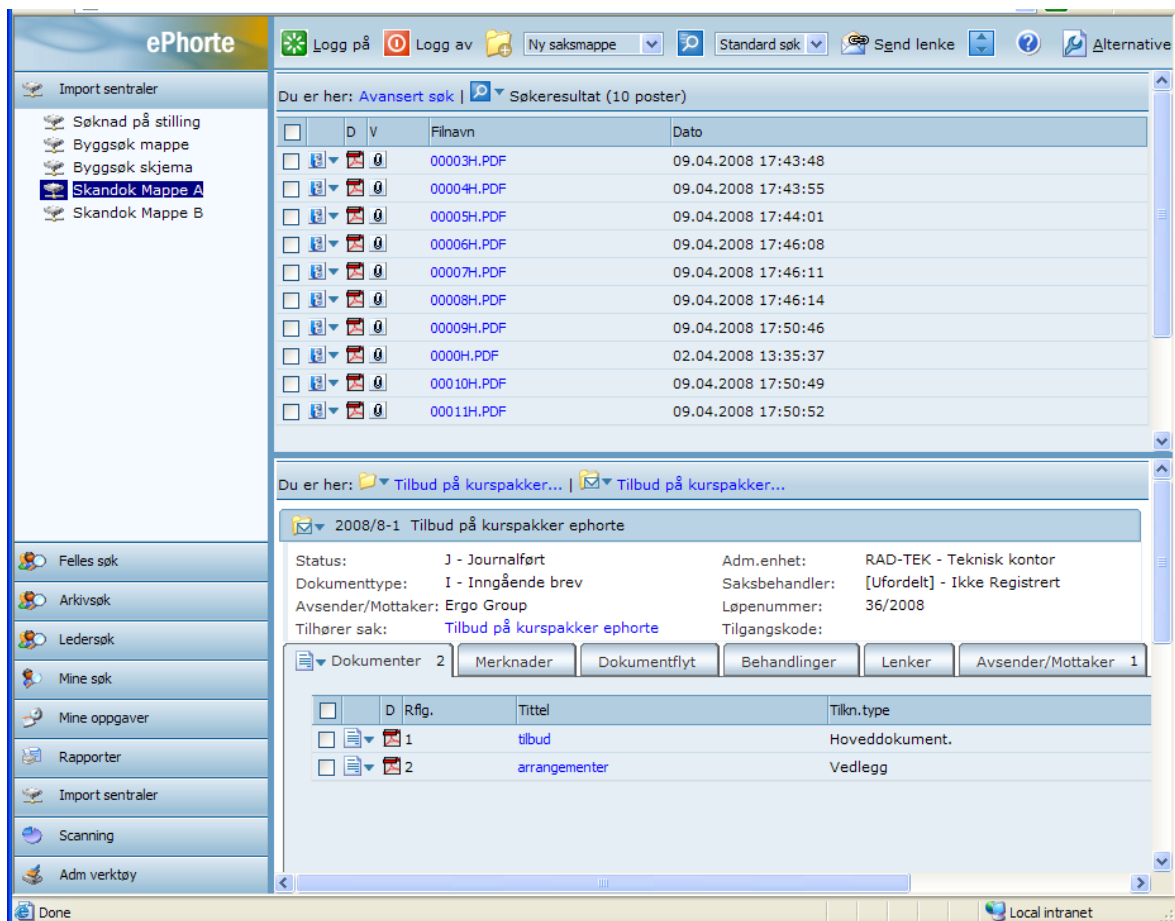 ePhorte
Logg på Logg av Ny saksmappe Standard søk Send lenke Alternative
Import sentraler
Søknad på stilling
Byggsøk mappe
Byggsøk skjema
Skandok Mappe A
Skandok Mappe B
Du er her: Avansert søk | Søkeresultat (10 poster)
D V Filnavn Dato
00003H.PDF 09.04.2008 17:43:48
00004H.PDF 09.04.2008 17:43:55
00005H.PDF 09.04.2008 17:44:01
00006H.PDF 09.04.2008 17:46:08
00007H.PDF 09.04.2008 17:46:11
00008H.PDF 09.04.2008 17:46:14
00009H.PDF 09.04.2008 17:50:46
0000H.PDF 02.04.2008 13:35:37
00010H.PDF 09.04.2008 17:50:49
00011H.PDF 09.04.2008 17:50:52
Felles søk
Arkivsøk
Ledersøk
Mine søk
Mine oppgaver
Rapporter
Import sentraler
Scanning
Adm verktøy
Du er her: Tilbud på kurspakker... | Tilbud på kurspakker...
2008/8-1 Tilbud på kurspakker ephorte
Status: J - Journalført Adm.enhet: RAD-TEK - Teknisk kontor
Dokumenttype: I - Inngående brev Saksbehandler: [Ufordelt] - Ikke Registrert
Avsender/Mottaker: Ergo Group Løpenummer: 36/2008
Tilhører sak: Tilbud på kurspakker ephorte Tilgangskode:
Dokumenter 2 Merknader Dokumentflyt Behandlinger Lenker Avsender/Mottaker 1
D Rflg. Tittel Tilkn.type
1 tilbud Hoveddokument.
2 arrangementer Vedlegg
Done Local intranet